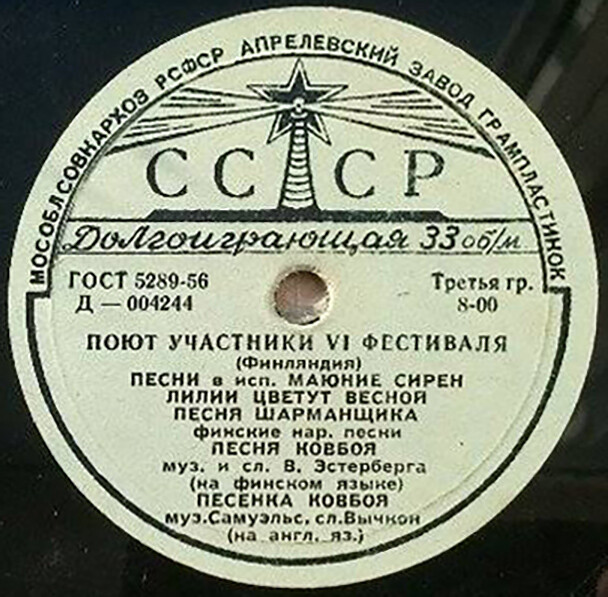 МОСОБЛСОВНАРХОЗ РСФСР АПРЕЛЕВСКИЙ ЗАВОД ГРАМПЛАСТИНОК
СССР
Долгоиграющая 33 об/м
ГОСТ 5289-56
Третья гр.
Д — 004244
8-00
ПОЮТ УЧАСТНИКИ VI ФЕСТИВАЛЯ
(Финляндия)
ПЕСНИ в исп. МАЮНИЕ СИРЕН
ЛИЛИИ ЦВЕТУТ ВЕСНОЙ
ПЕСНЯ ШАРМАНЩИКА
финские нар. песни
ПЕСНЯ КОВБОЯ
муз. и сл. В. Эстерберга
(на финском языке)
ПЕСЕНКА КОВБОЯ
муз.Самуэльс, сл.Вычкон
(на англ. яз.)